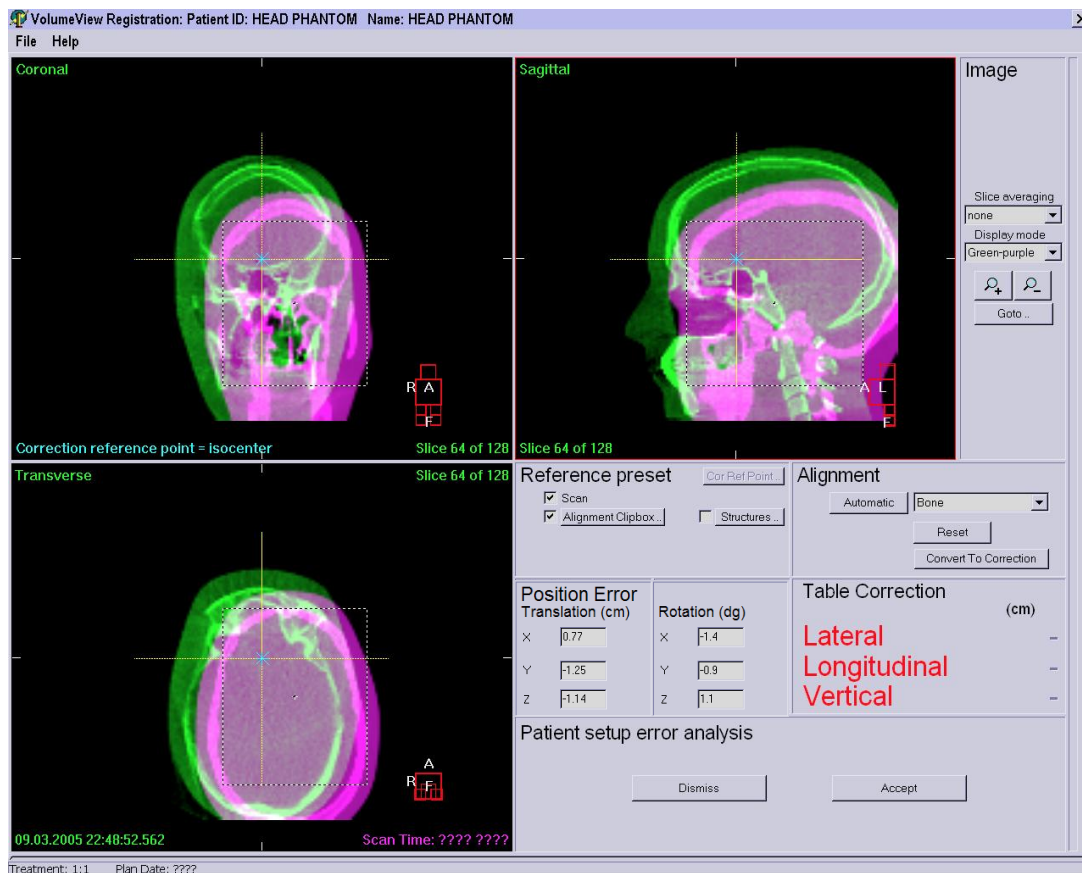 VolumeView Registration: Patient ID: HEAD PHANTOM Name: HEAD PHANTOM
File Help
Coronal
R A
F
Correction reference point = isocenter
Slice 64 of 128
Sagittal
A L
F
Slice 64 of 128
Image
Slice averaging
none
Display mode
Green-purple
Goto ..
Transverse
Slice 64 of 128
A
R F
09.03.2005 22:48:52.562
Scan Time: ???? ????
Reference preset
Cor Ref Point ..
Scan
Alignment Clipbox ..
Structures ..
Alignment
Automatic
Bone
Reset
Convert To Correction
Position Error
Translation (cm)
X 0.77
Y -1.25
Z -1.14
Rotation (dg)
X -1.4
Y -0.9
Z 1.1
Table Correction
(cm)
Lateral -
Longitudinal -
Vertical -
Patient setup error analysis
Dismiss
Accept
Treatment: 1:1 Plan Date: ????